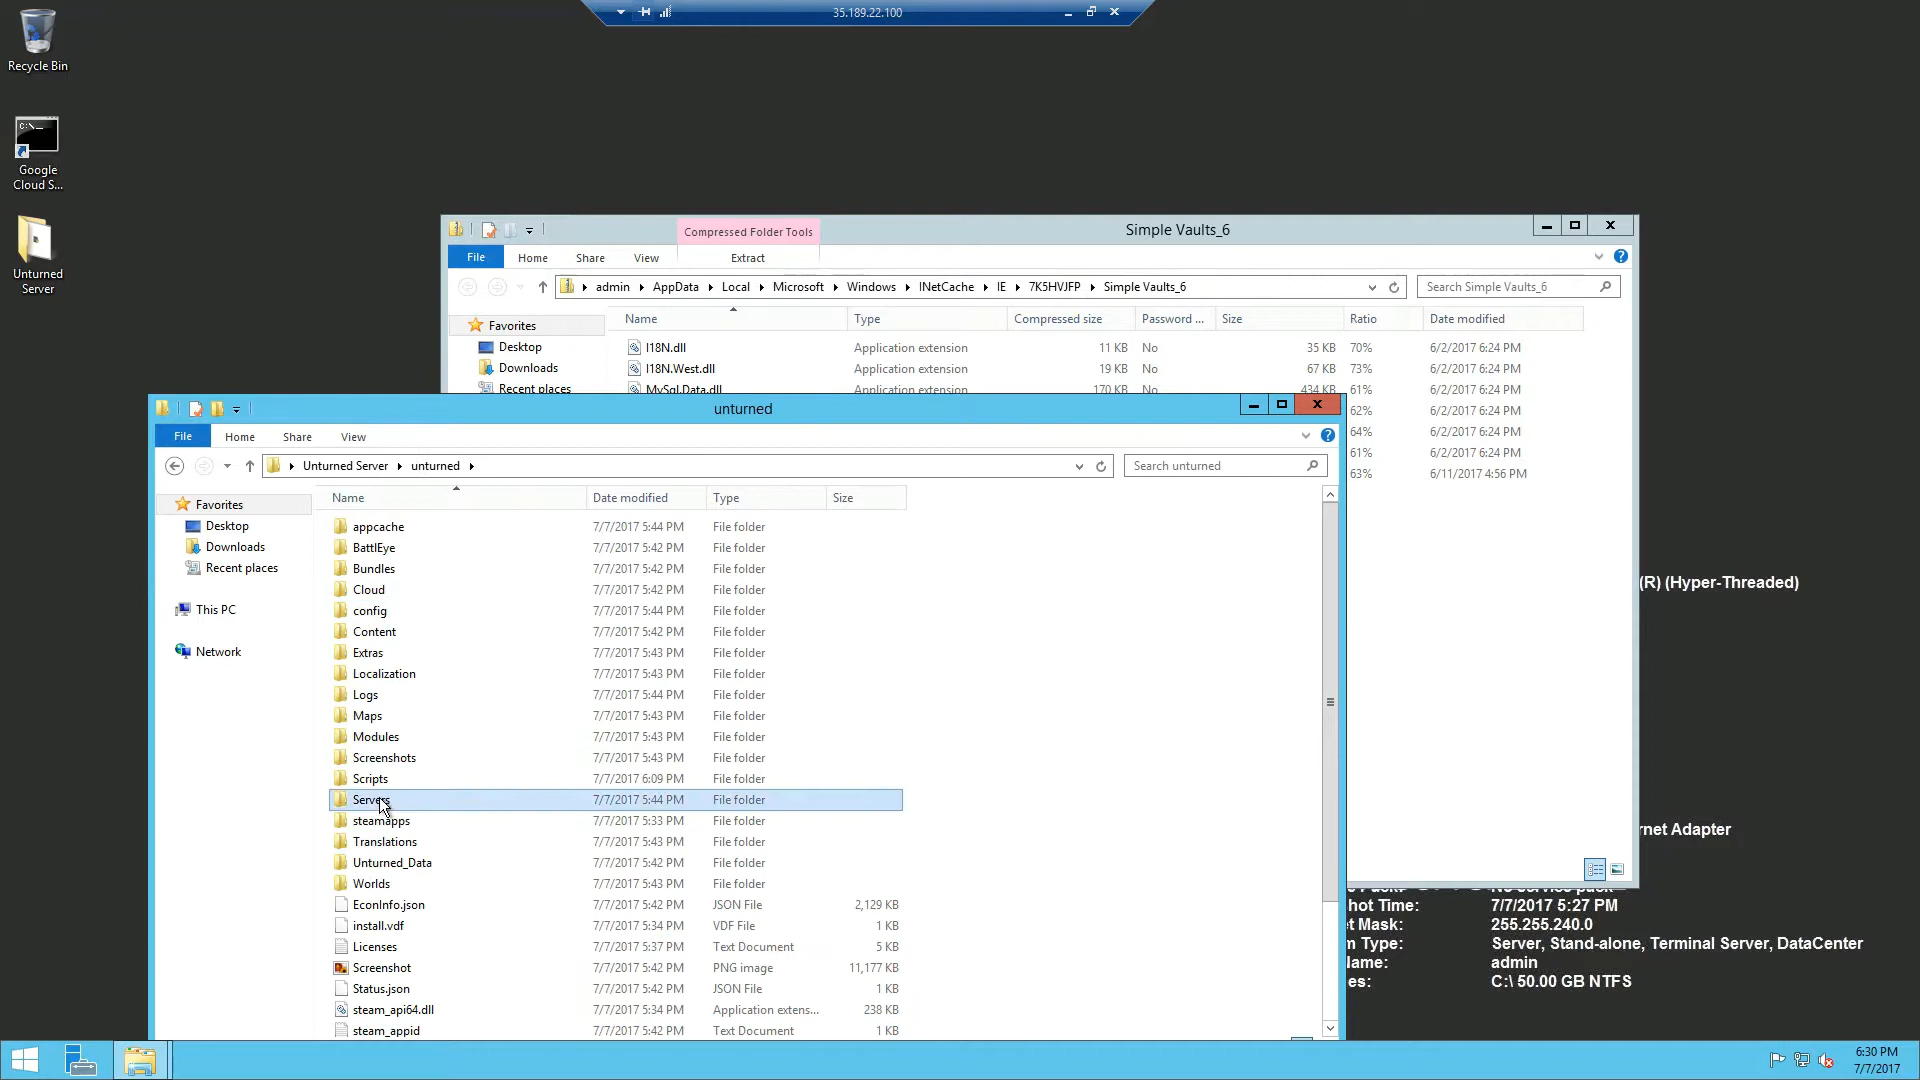 35.189.22.100
Recycle Bin
Google
Cloud S...
Unturned
Server
Compressed Folder Tools
Simple Vaults_6
File Home Share View Extract
admin AppData Local Microsoft Windows INetCache IE 7K5HVJFP Simple Vaults_6
Search Simple Vaults_6
Name Type Compressed size Password ... Size Ratio Date modified
Favorites
Desktop
Downloads
Recent places
I18N.dll Application extension 11 KB No 35 KB 70% 6/2/2017 6:24 PM
I18N.West.dll Application extension 19 KB No 67 KB 73% 6/2/2017 6:24 PM
MySql.Data.dll Application extension 170 KB No 434 KB 61% 6/2/2017 6:24 PM
62% 6/2/2017 6:24 PM
64% 6/2/2017 6:24 PM
61% 6/2/2017 6:24 PM
63% 6/11/2017 4:56 PM
unturned
File Home Share View
Unturned Server unturned
Search unturned
Name Date modified Type Size
Favorites
Desktop
Downloads
Recent places
This PC
Network
appcache 7/7/2017 5:44 PM File folder
BattlEye 7/7/2017 5:42 PM File folder
Bundles 7/7/2017 5:42 PM File folder
Cloud 7/7/2017 5:42 PM File folder
config 7/7/2017 5:44 PM File folder
Content 7/7/2017 5:42 PM File folder
Extras 7/7/2017 5:43 PM File folder
Localization 7/7/2017 5:43 PM File folder
Logs 7/7/2017 5:44 PM File folder
Maps 7/7/2017 5:43 PM File folder
Modules 7/7/2017 5:43 PM File folder
Screenshots 7/7/2017 5:43 PM File folder
Scripts 7/7/2017 6:09 PM File folder
Servers 7/7/2017 5:44 PM File folder
steamapps 7/7/2017 5:33 PM File folder
Translations 7/7/2017 5:43 PM File folder
Unturned_Data 7/7/2017 5:42 PM File folder
Worlds 7/7/2017 5:43 PM File folder
EconInfo.json 7/7/2017 5:42 PM JSON File 2,129 KB
install.vdf 7/7/2017 5:34 PM VDF File 1 KB
Licenses 7/7/2017 5:37 PM Text Document 5 KB
Screenshot 7/7/2017 5:42 PM PNG image 11,177 KB
Status.json 7/7/2017 5:42 PM JSON File 1 KB
steam_api64.dll 7/7/2017 5:34 PM Application extens... 238 KB
steam_appid 7/7/2017 5:42 PM Text Document 1 KB
(R) (Hyper-Threaded)
rnet Adapter
hot Time: 7/7/2017 5:27 PM
t Mask: 255.255.240.0
m Type: Server, Stand-alone, Terminal Server, DataCenter
ame: admin
es: C:\ 50.00 GB NTFS
6:30 PM
7/7/2017